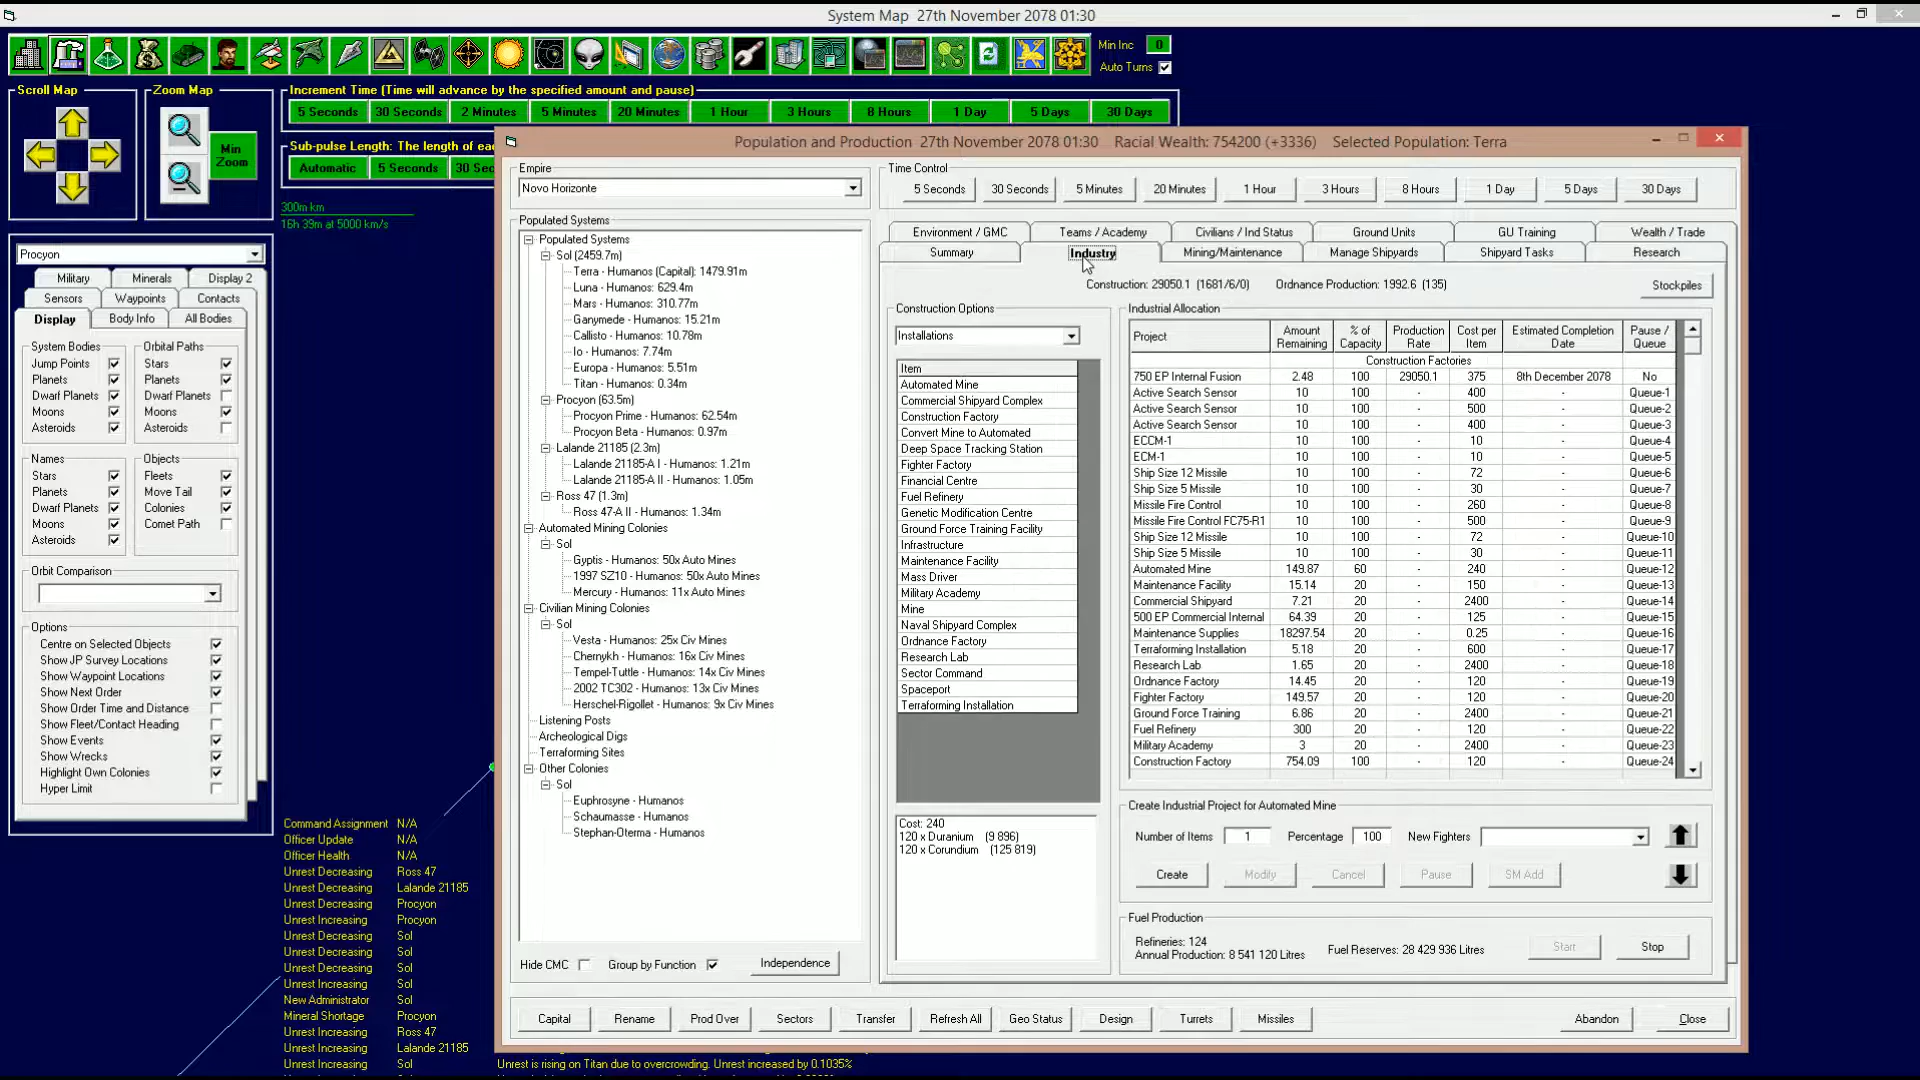 System Map 27th November 2078 01:30
Min Inc 0
Auto Turns
Scroll Map
Zoom Map
Min Zoom
Increment Time (Time will advance by the specified amount and pause)
5 Seconds 30 Seconds 2 Minutes 5 Minutes 20 Minutes 1 Hour 3 Hours 8 Hours 1 Day 5 Days 30 Days
Sub-pulse Length: The length of
Automatic 5 Seconds 30
300m km
16h 39m at 5000 km/s
Procyon
Military Minerals Display 2
Sensors Waypoints Contacts
Display Body Info All Bodies
System Bodies
Jump Points
Planets
Dwarf Planets
Moons
Asteroids
Orbital Paths
Stars
Planets
Dwarf Planets
Moons
Asteroids
Names
Stars
Planets
Dwarf Planets
Moons
Asteroids
Objects
Fleets
Move Tail
Colonies
Comet Path
Orbit Comparison
Options
Centre on Selected Objects
Show JP Survey Locations
Show Waypoint Locations
Show Next Order
Show Order Time and Distance
Show Fleet/Contact Heading
Show Events
Show Wrecks
Highlight Own Colonies
Hyper Limit
Command Assignment N/A
Officer Update N/A
Officer Health N/A
Unrest Decreasing Ross 47
Unrest Decreasing Lalande 21185
Unrest Decreasing Procyon
Unrest Increasing Procyon
Unrest Decreasing Sol
Unrest Decreasing Sol
Unrest Decreasing Sol
Unrest Increasing Sol
New Administrator Sol
Mineral Shortage Procyon
Unrest Increasing Ross 47
Unrest Increasing Lalande 21185
Unrest Increasing Sol Unrest is rising on Titan due to overcrowding. Unrest increased by 0.1035%
Population and Production 27th November 2078 01:30 Racial Wealth: 754200 (+3336) Selected Population: Terra
Empire
Novo Horizonte
Populated Systems
Populated Systems
Sol (2459.7m)
Terra - Humanos (Capital): 1479.91m
Luna - Humanos: 629.4m
Mars - Humanos: 310.77m
Ganymede - Humanos: 15.21m
Callisto - Humanos: 10.78m
Io - Humanos: 7.74m
Europa - Humanos: 5.51m
Titan - Humanos: 0.34m
Procyon (63.5m)
Procyon Prime - Humanos: 62.54m
Procyon Beta - Humanos: 0.97m
Lalande 21185 (2.3m)
Lalande 21185-A I - Humanos: 1.21m
Lalande 21185-A II - Humanos: 1.05m
Ross 47 (1.3m)
Ross 47-A II - Humanos: 1.34m
Automated Mining Colonies
Sol
Gyptis - Humanos: 50x Auto Mines
1997 SZ10 - Humanos: 50x Auto Mines
Mercury - Humanos: 11x Auto Mines
Civilian Mining Colonies
Sol
Vesta - Humanos: 25x Civ Mines
Chernykh - Humanos: 16x Civ Mines
Tempel-Tuttle - Humanos: 14x Civ Mines
2002 TC302 - Humanos: 13x Civ Mines
Herschel-Rigollet - Humanos: 9x Civ Mines
Listening Posts
Archeological Digs
Terraforming Sites
Other Colonies
Sol
Euphrosyne - Humanos
Schaumasse - Humanos
Stephan-Oterma - Humanos
Hide CMC Group by Function Independence
Time Control
5 Seconds 30 Seconds 5 Minutes 20 Minutes 1 Hour 3 Hours 8 Hours 1 Day 5 Days 30 Days
Environment / GMC Teams / Academy Civilians / Ind Status Ground Units GU Training Wealth / Trade
Summary Industry Mining/Maintenance Manage Shipyards Shipyard Tasks Research
Construction: 29050.1 (1681/6/0) Ordnance Production: 1992.6 (135) Stockpiles
Construction Options
Installations
Item
Automated Mine
Commercial Shipyard Complex
Construction Factory
Convert Mine to Automated
Deep Space Tracking Station
Fighter Factory
Financial Centre
Fuel Refinery
Genetic Modification Centre
Ground Force Training Facility
Infrastructure
Maintenance Facility
Mass Driver
Military Academy
Mine
Naval Shipyard Complex
Ordnance Factory
Research Lab
Sector Command
Spaceport
Terraforming Installation
Cost: 240
120 x Duranium (9 896)
120 x Corundium (125 819)
Industrial Allocation
Project Amount Remaining % of Capacity Production Rate Cost per Item Estimated Completion Date Pause / Queue
Construction Factories
750 EP Internal Fusion 2.48 100 29050.1 375 8th December 2078 No
Active Search Sensor 10 100 - 400 - Queue-1
Active Search Sensor 10 100 - 500 - Queue-2
Active Search Sensor 10 100 - 400 - Queue-3
ECCM-1 10 100 - 10 - Queue-4
ECM-1 10 100 - 10 - Queue-5
Ship Size 12 Missile 10 100 - 72 - Queue-6
Ship Size 5 Missile 10 100 - 30 - Queue-7
Missile Fire Control 10 100 - 260 - Queue-8
Missile Fire Control FC75-R1 10 100 - 500 - Queue-9
Ship Size 12 Missile 10 100 - 72 - Queue-10
Ship Size 5 Missile 10 100 - 30 - Queue-11
Automated Mine 149.87 60 - 240 - Queue-12
Maintenance Facility 15.14 20 - 150 - Queue-13
Commercial Shipyard 7.21 20 - 2400 - Queue-14
500 EP Commercial Internal 64.39 20 - 125 - Queue-15
Maintenance Supplies 18297.54 20 - 0.25 - Queue-16
Terraforming Installation 5.18 20 - 600 - Queue-17
Research Lab 1.65 20 - 2400 - Queue-18
Ordnance Factory 14.45 20 - 120 - Queue-19
Fighter Factory 149.57 20 - 120 - Queue-20
Ground Force Training 6.86 20 - 2400 - Queue-21
Fuel Refinery 300 20 - 120 - Queue-22
Military Academy 3 20 - 2400 - Queue-23
Construction Factory 754.09 100 - 120 - Queue-24
Create Industrial Project for Automated Mine
Number of Items 1 Percentage 100 New Fighters
Create Modify Cancel Pause SM Add
Fuel Production
Refineries: 124
Annual Production: 8 541 120 Litres
Fuel Reserves: 28 429 936 Litres
Start Stop
Capital Rename Prod Over Sectors Transfer Refresh All Geo Status Design Turrets Missiles Abandon Close